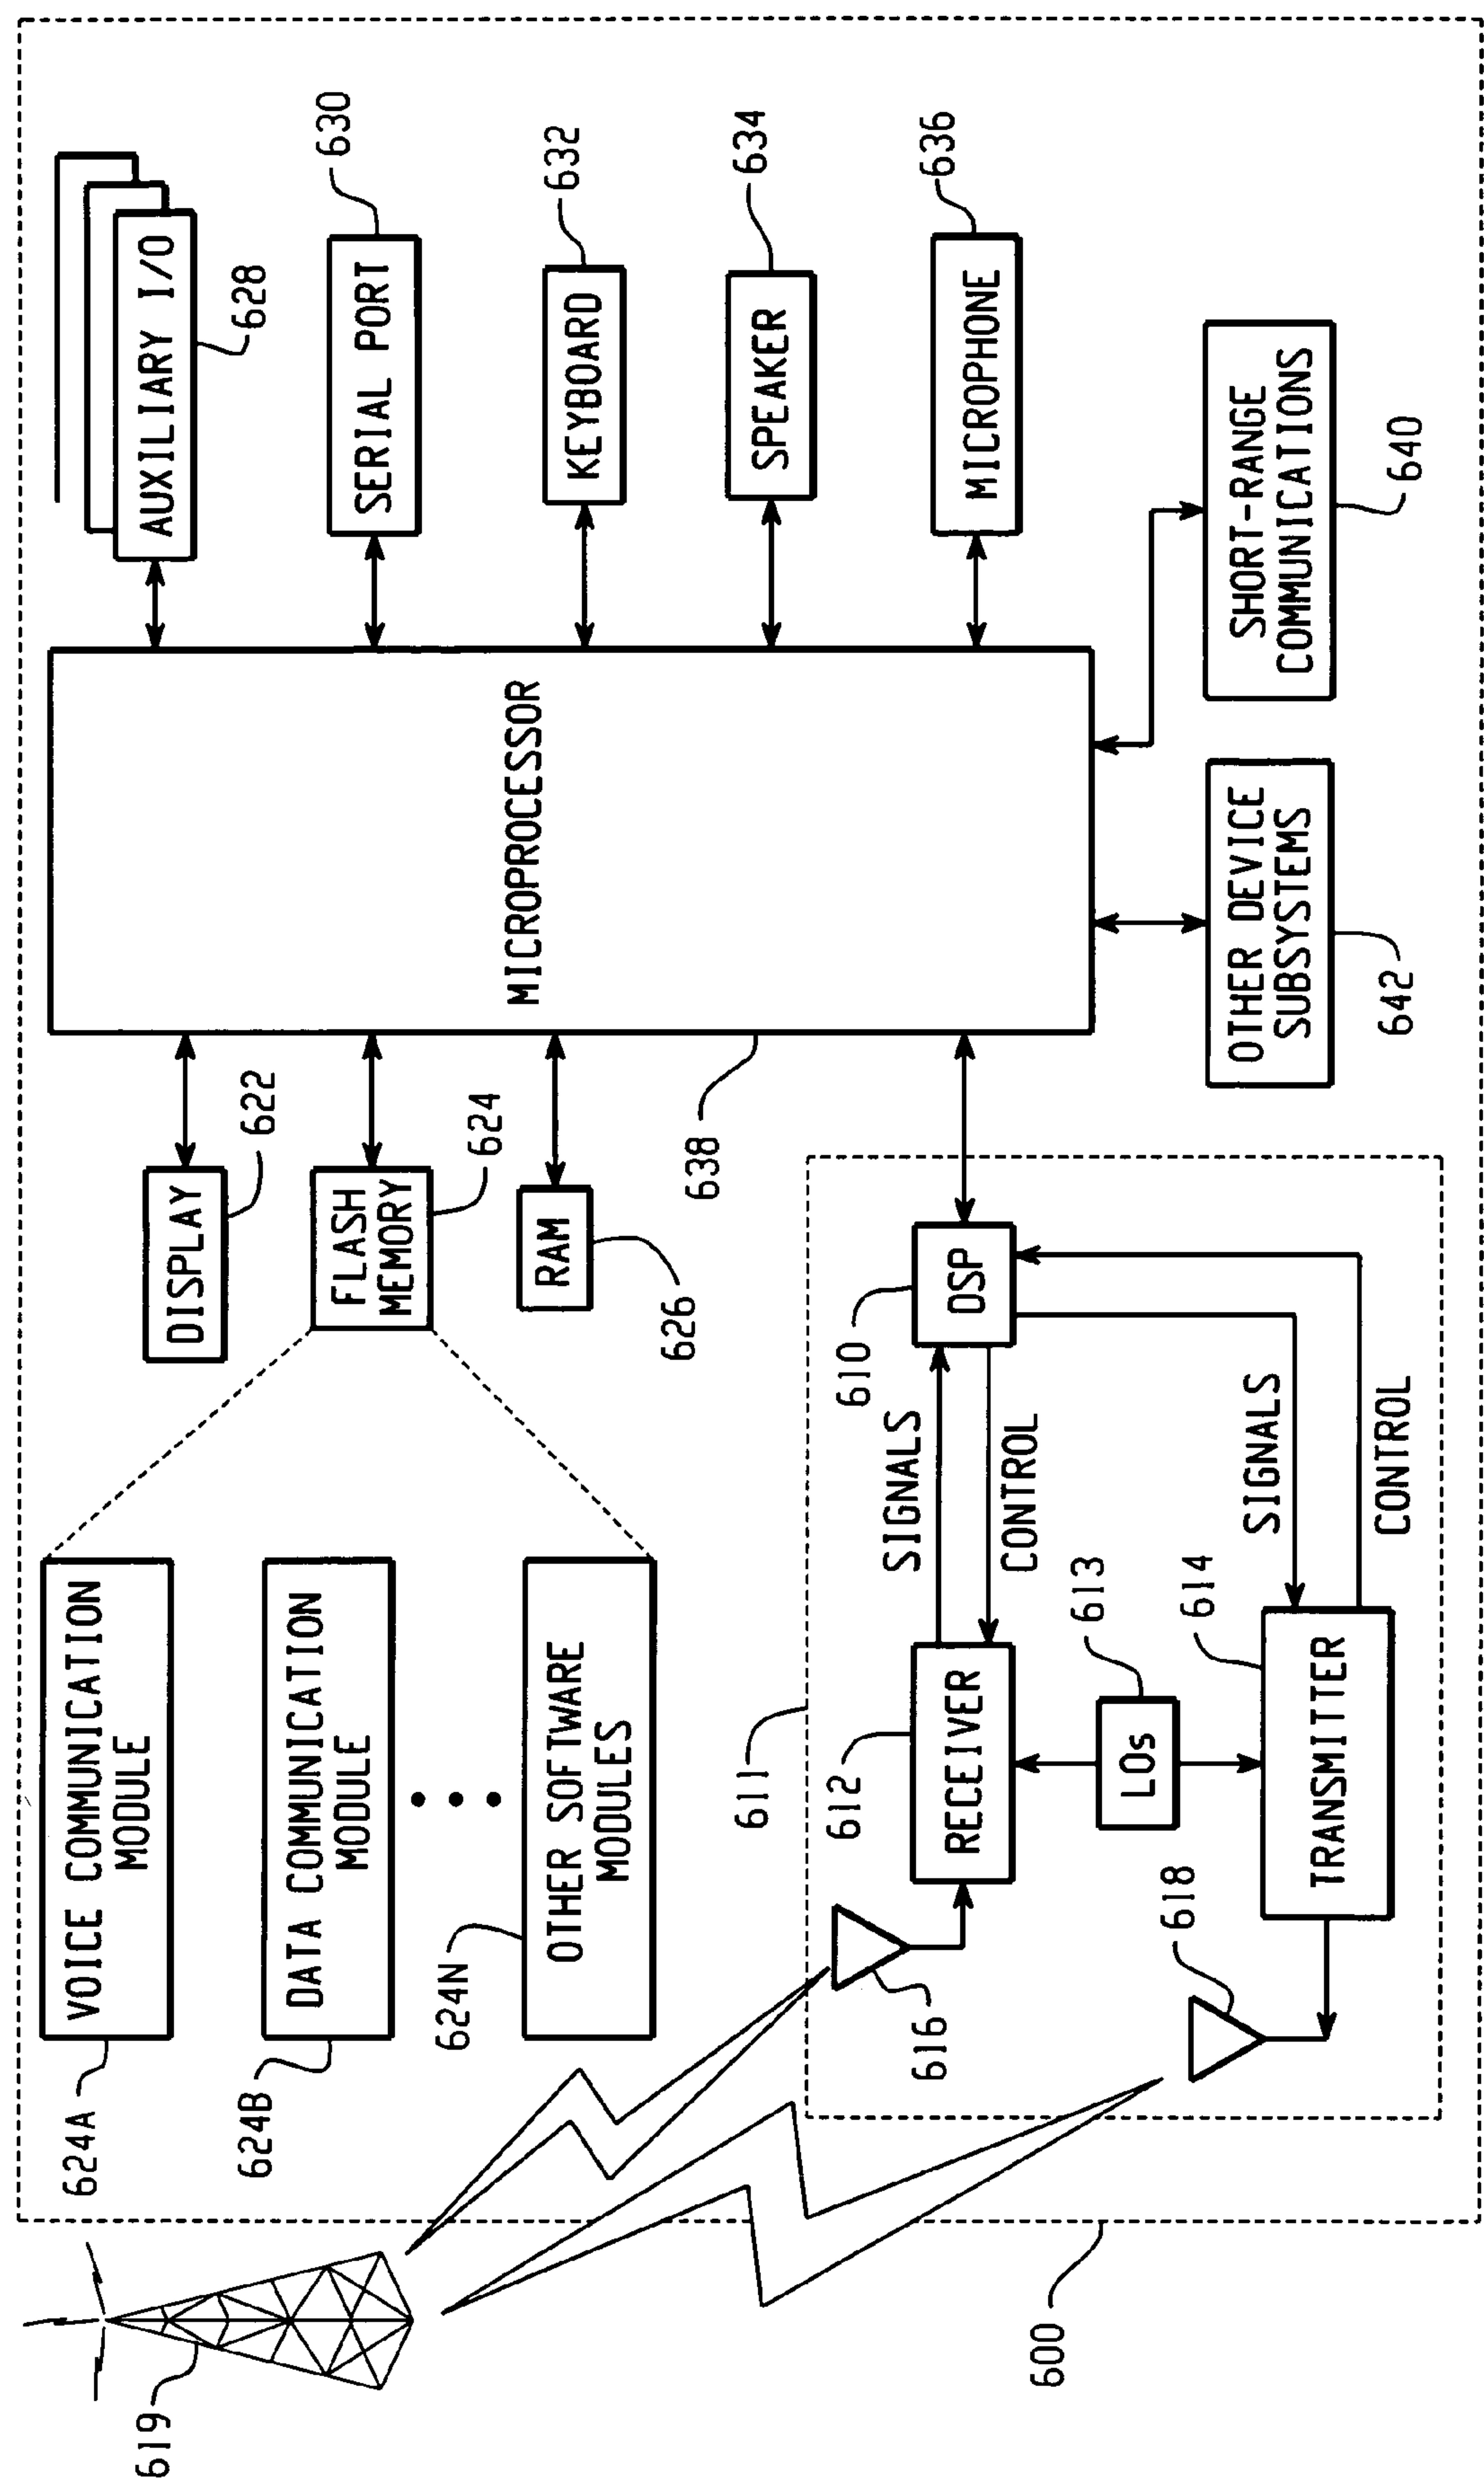 619
600
624A
VOICE COMMUNICATION
MODULE
624B
DATA COMMUNICATION
MODULE
624N
OTHER SOFTWARE
MODULES
DISPLAY
622
FLASH
MEMORY
624
RAM
626
638
MICROPROCESSOR
AUXILIARY I/O
628
SERIAL PORT
630
KEYBOARD
632
SPEAKER
634
MICROPHONE
636
SHORT-RANGE
COMMUNICATIONS
640
OTHER DEVICE
SUBSYSTEMS
642
611
616
612
RECEIVER
SIGNALS
CONTROL
610
DSP
613
LOs
618
614
TRANSMITTER
SIGNALS
CONTROL